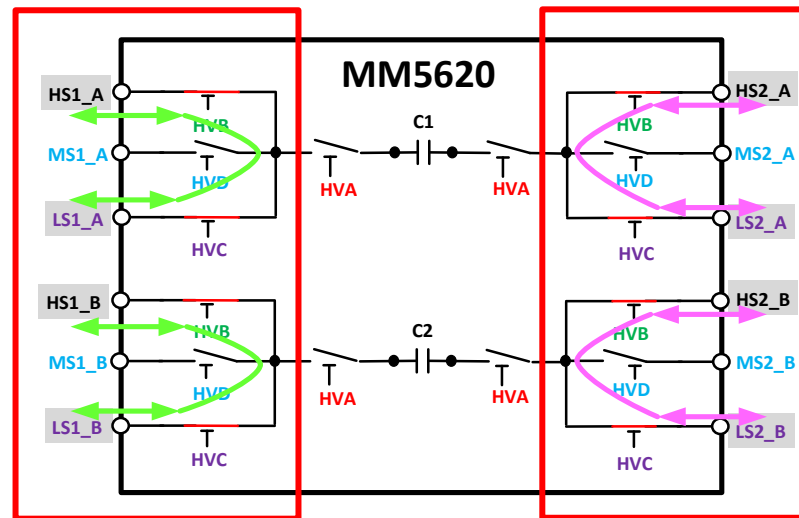 MM5620
HS1_A
HVB
C1
HS2_A
HVB
MS1_A
HVD
HVA
HVA
MS2_A
HVD
LS1_A
HVC
LS2_A
HVC
HS1_B
HVB
C2
HS2_B
HVB
MS1_B
HVD
HVA
HVA
MS2_B
HVD
LS1_B
HVC
LS2_B
HVC